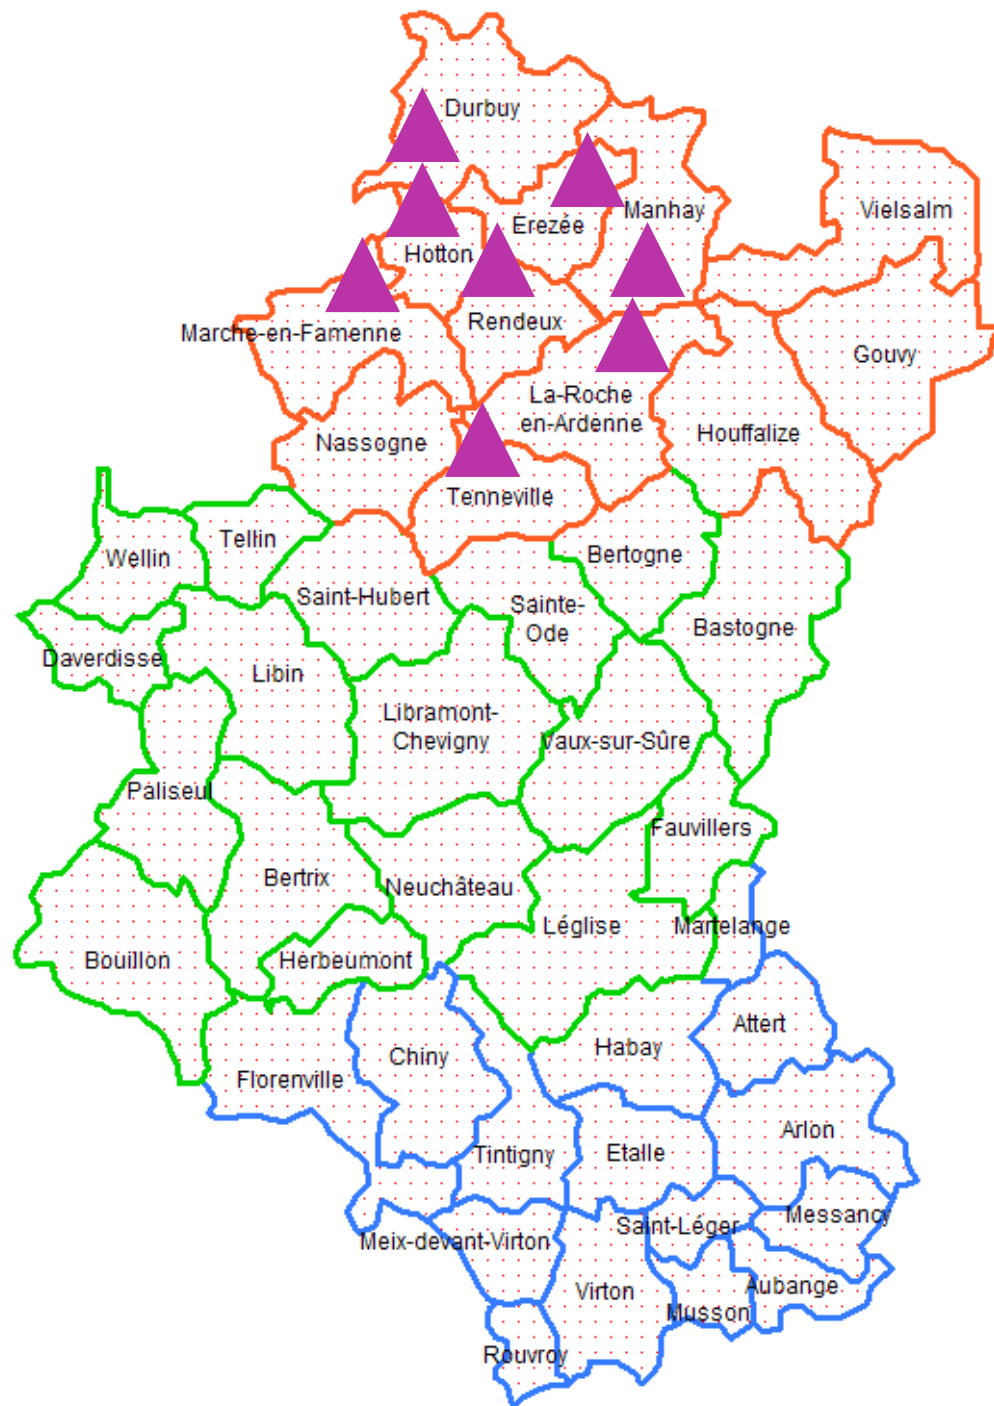 Durbuy
Vielsalm
Manhay
Erezée
Hotton
Rendeux
Marche-en-Famenne
Gouvy
La-Roche
en-Ardenne
Houffalize
Nassogne
Tenneville
Tellin
Wellin
Bertogne
Saint-Hubert
Sainte-
Ode
Bastogne
Daverdisse
Libin
Libramont-
Chevigny
Vaux-sur-Sûre
Paliseul
Fauvillers
Bertrix
Neuchâteau
Léglise
Martelange
Bouillon
Herbeumont
Attert
Habay
Chiny
Florenville
Arlon
Tintigny
Etalle
Messancy
Saint-Léger
Meix-devant-Virton
Aubange
Virton
Musson
Rouvroy